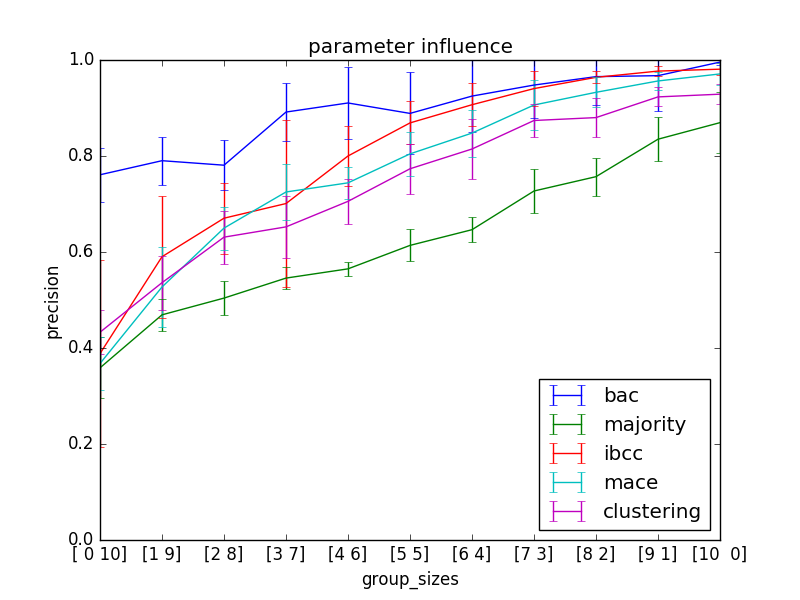 parameter influence
1.0
0.8
0.6
0.4
0.2
0.0
precision
bac
majority
ibcc
mace
clustering
[ 0 10] [1 9] [2 8] [3 7] [4 6] [5 5] [6 4] [7 3] [8 2] [9 1] [10  0]
group_sizes